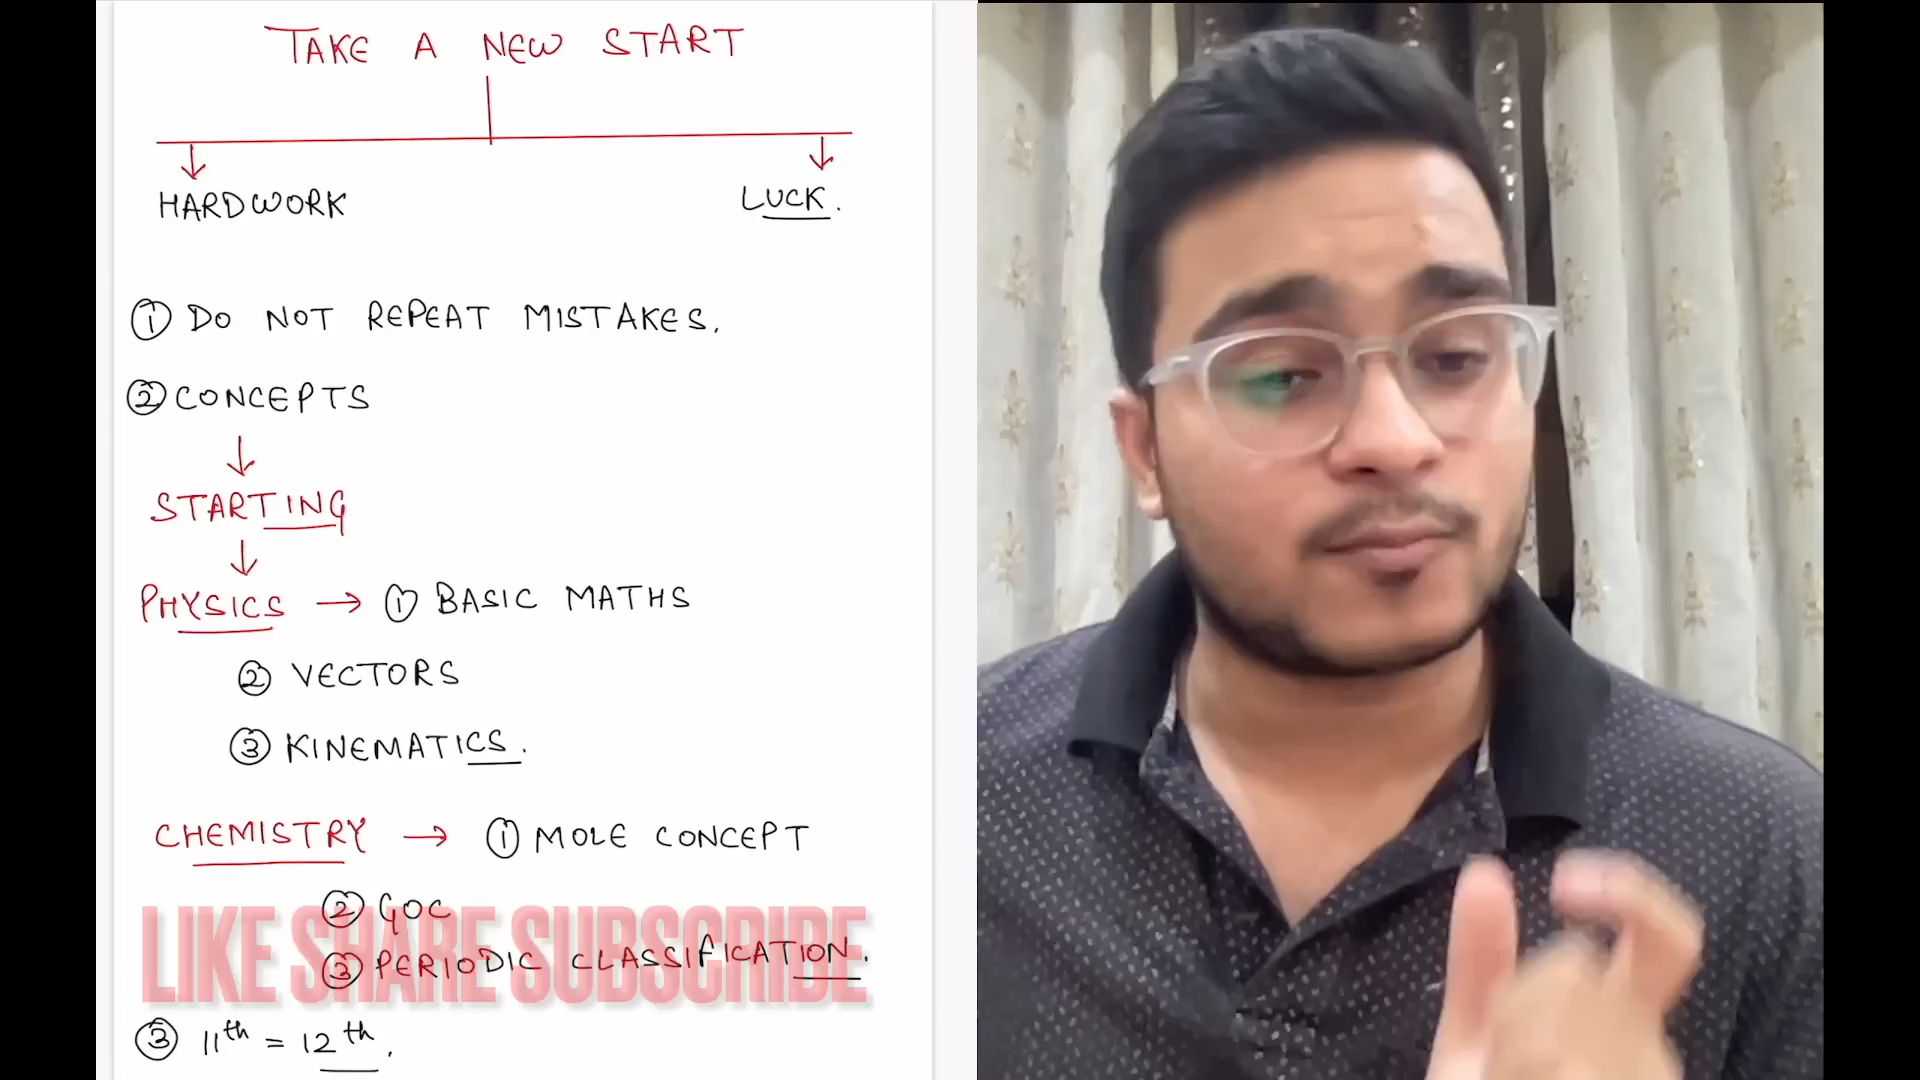 TAKE A NEW START
HARDWORK
LUCK.
① DO NOT REPEAT MISTAKES.
② CONCEPTS
↓
STARTING
↓
PHYSICS → ① BASIC MATHS
② VECTORS
③ KINEMATICS.
CHEMISTRY → ① MOLE CONCEPT
② GOC
③ PERIODIC CLASSIFICATION.
LIKE SHARE SUBSCRIBE
③ 11th = 12th.